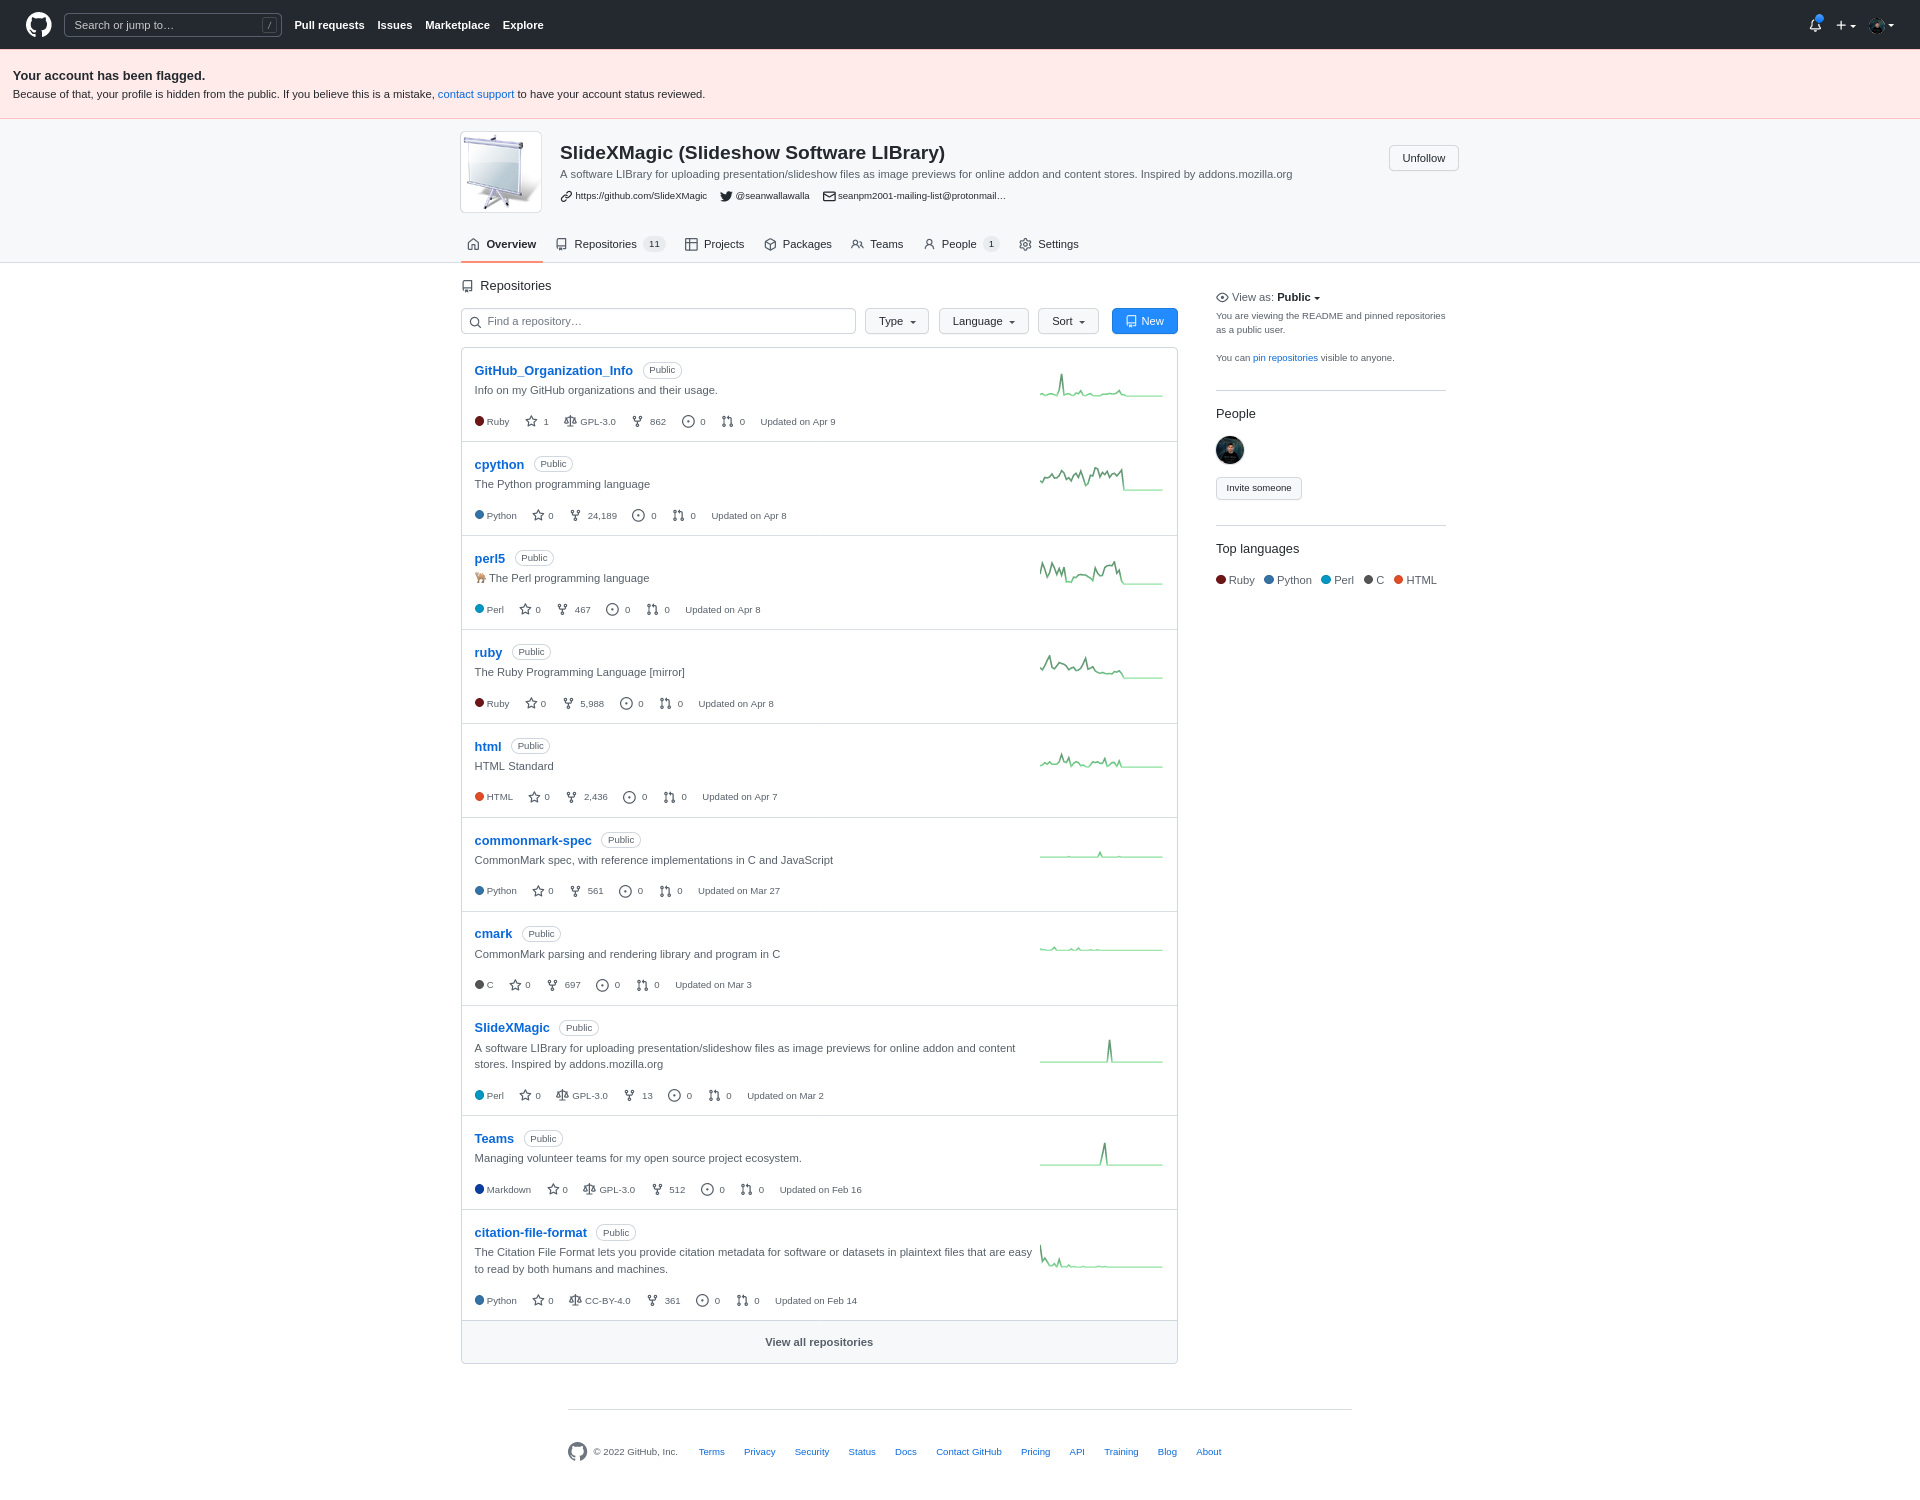 Search or jump to… /
Pull requests Issues Marketplace Explore
Your account has been flagged.
Because of that, your profile is hidden from the public. If you believe this is a mistake, contact support to have your account status reviewed.
SlideXMagic (Slideshow Software LIBrary)
A software LIBrary for uploading presentation/slideshow files as image previews for online addon and content stores. Inspired by addons.mozilla.org
https://github.com/SlideXMagic @seanwallawalla seanpm2001-mailing-list@protonmail…
Unfollow
Overview Repositories 11 Projects Packages Teams People 1 Settings
Repositories
Find a repository… Type Language Sort New
GitHub_Organization_Info Public
Info on my GitHub organizations and their usage.
Ruby 1 GPL-3.0 862 0 0 Updated on Apr 9
cpython Public
The Python programming language
Python 0 24,189 0 0 Updated on Apr 8
perl5 Public
🐪 The Perl programming language
Perl 0 467 0 0 Updated on Apr 8
ruby Public
The Ruby Programming Language [mirror]
Ruby 0 5,988 0 0 Updated on Apr 8
html Public
HTML Standard
HTML 0 2,436 0 0 Updated on Apr 7
commonmark-spec Public
CommonMark spec, with reference implementations in C and JavaScript
Python 0 561 0 0 Updated on Mar 27
cmark Public
CommonMark parsing and rendering library and program in C
C 0 697 0 0 Updated on Mar 3
SlideXMagic Public
A software LIBrary for uploading presentation/slideshow files as image previews for online addon and content
stores. Inspired by addons.mozilla.org
Perl 0 GPL-3.0 13 0 0 Updated on Mar 2
Teams Public
Managing volunteer teams for my open source project ecosystem.
Markdown 0 GPL-3.0 512 0 0 Updated on Feb 16
citation-file-format Public
The Citation File Format lets you provide citation metadata for software or datasets in plaintext files that are easy
to read by both humans and machines.
Python 0 CC-BY-4.0 361 0 0 Updated on Feb 14
View all repositories
View as: Public
You are viewing the README and pinned repositories
as a public user.
You can pin repositories visible to anyone.
People
Invite someone
Top languages
Ruby Python Perl C HTML
© 2022 GitHub, Inc. Terms Privacy Security Status Docs Contact GitHub Pricing API Training Blog About